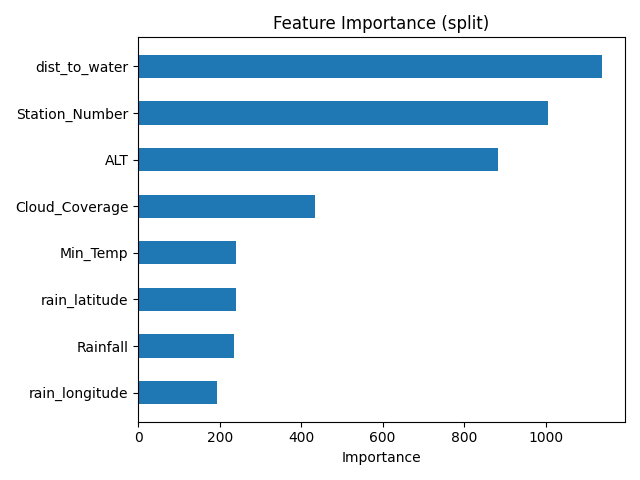 Feature Importance (split)
dist_to_water
Station_Number
ALT
Cloud_Coverage
Min_Temp
rain_latitude
Rainfall
rain_longitude
0 200 400 600 800 1000
Importance